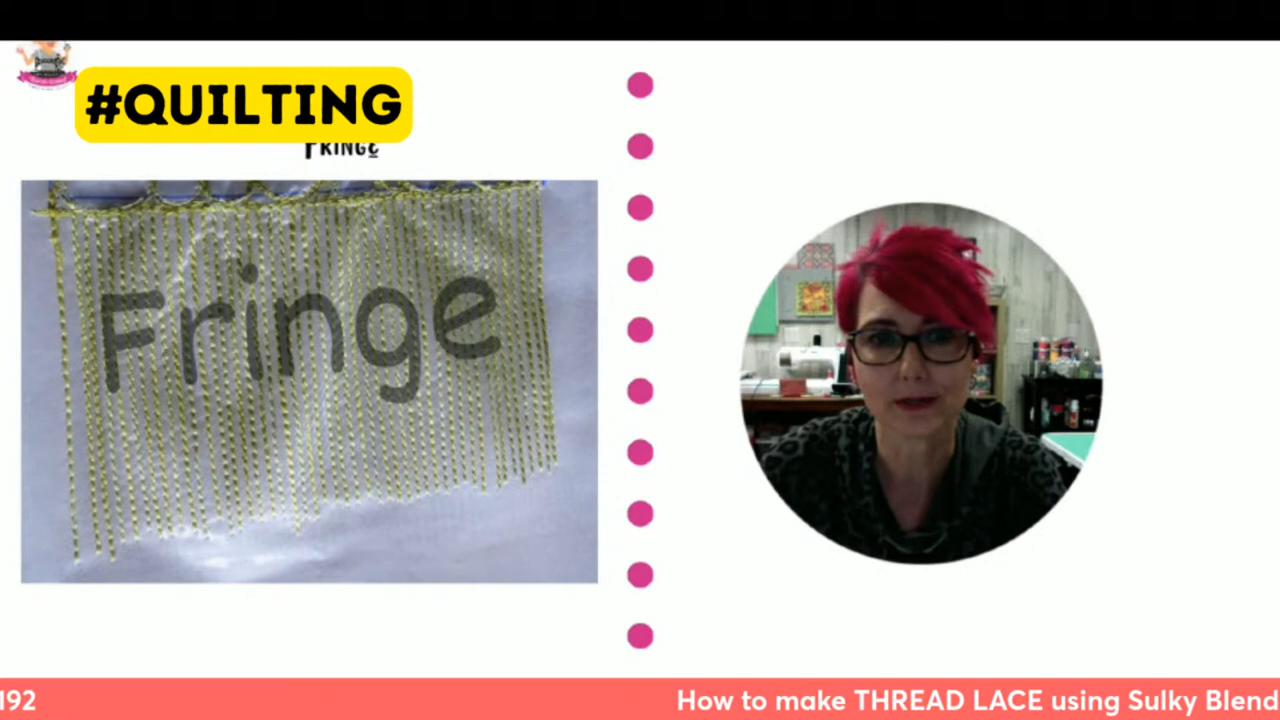 #QUILTING
FRINGE
Fringe
192
How to make THREAD LACE using Sulky Blend